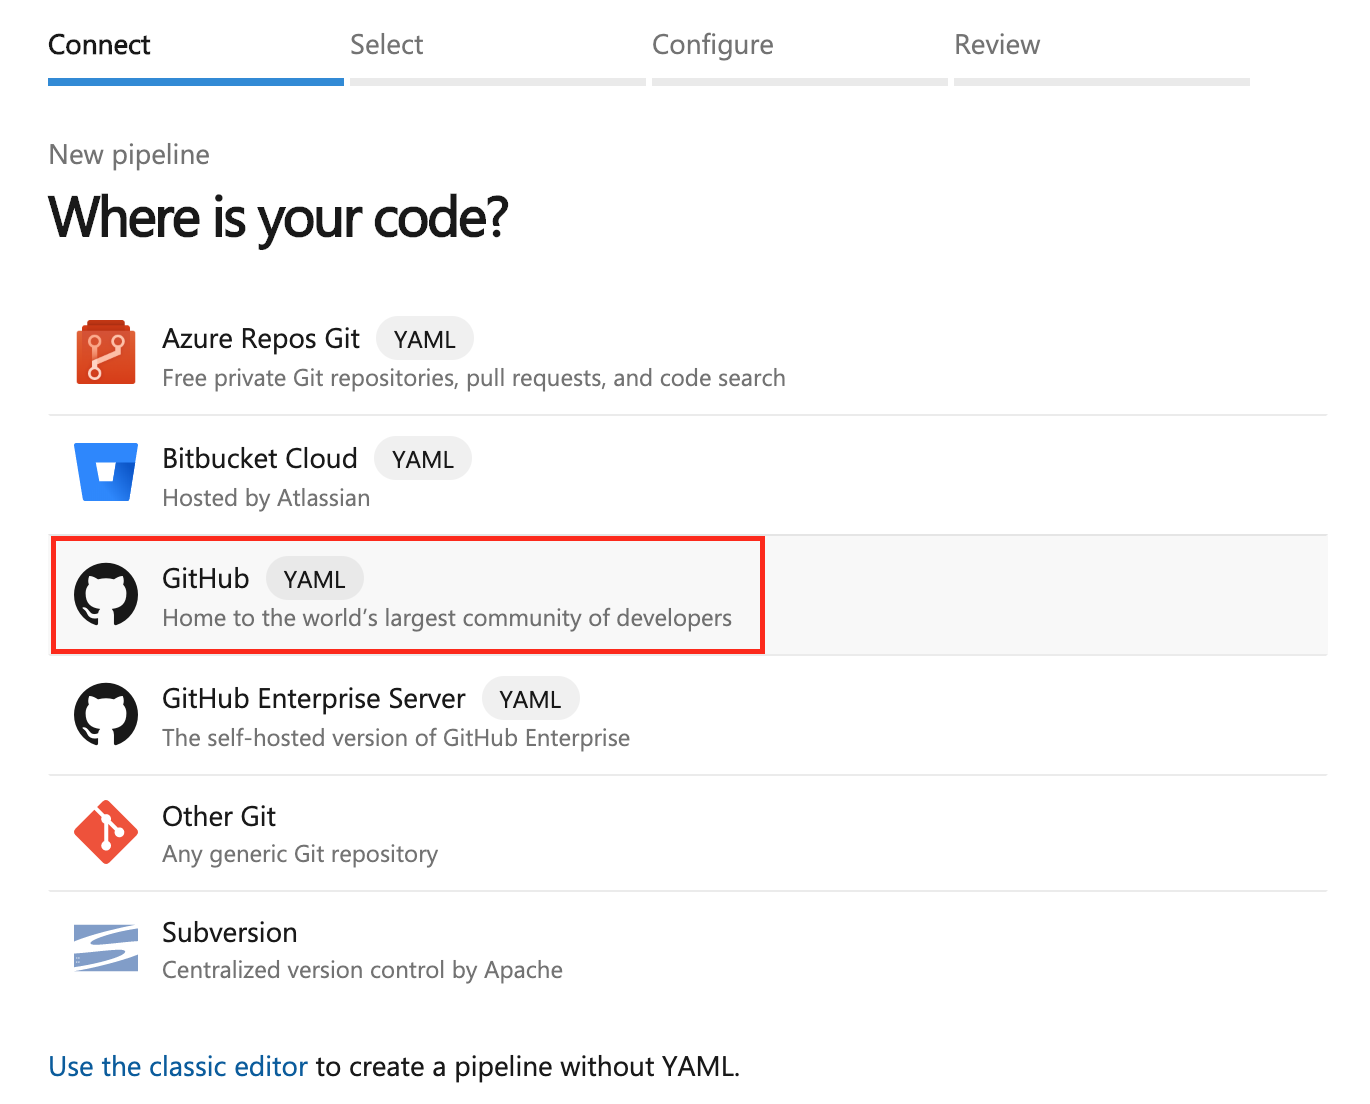 Connect
Select
Configure
Review
New pipeline
Where is your code?
Azure Repos Git YAML
Free private Git repositories, pull requests, and code search
Bitbucket Cloud YAML
Hosted by Atlassian
GitHub YAML
Home to the world’s largest community of developers
GitHub Enterprise Server YAML
The self-hosted version of GitHub Enterprise
Other Git
Any generic Git repository
Subversion
Centralized version control by Apache
Use the classic editor to create a pipeline without YAML.